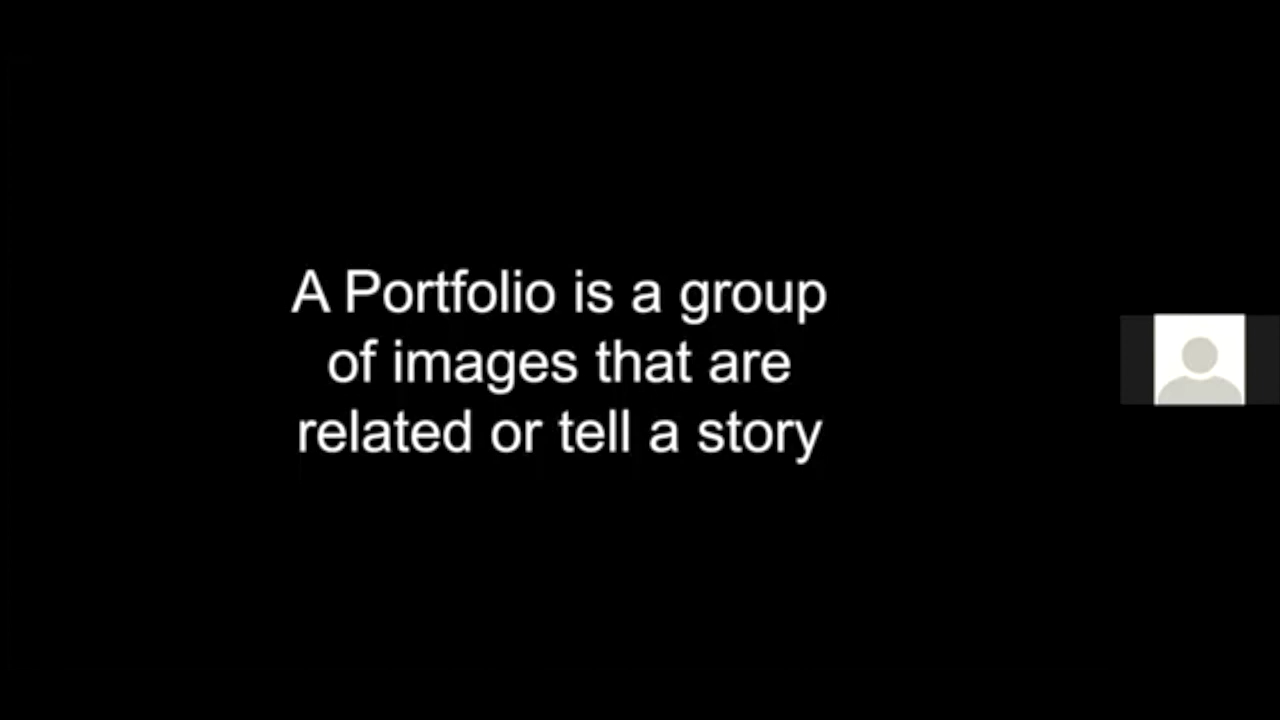 A Portfolio is a group
of images that are
related or tell a story